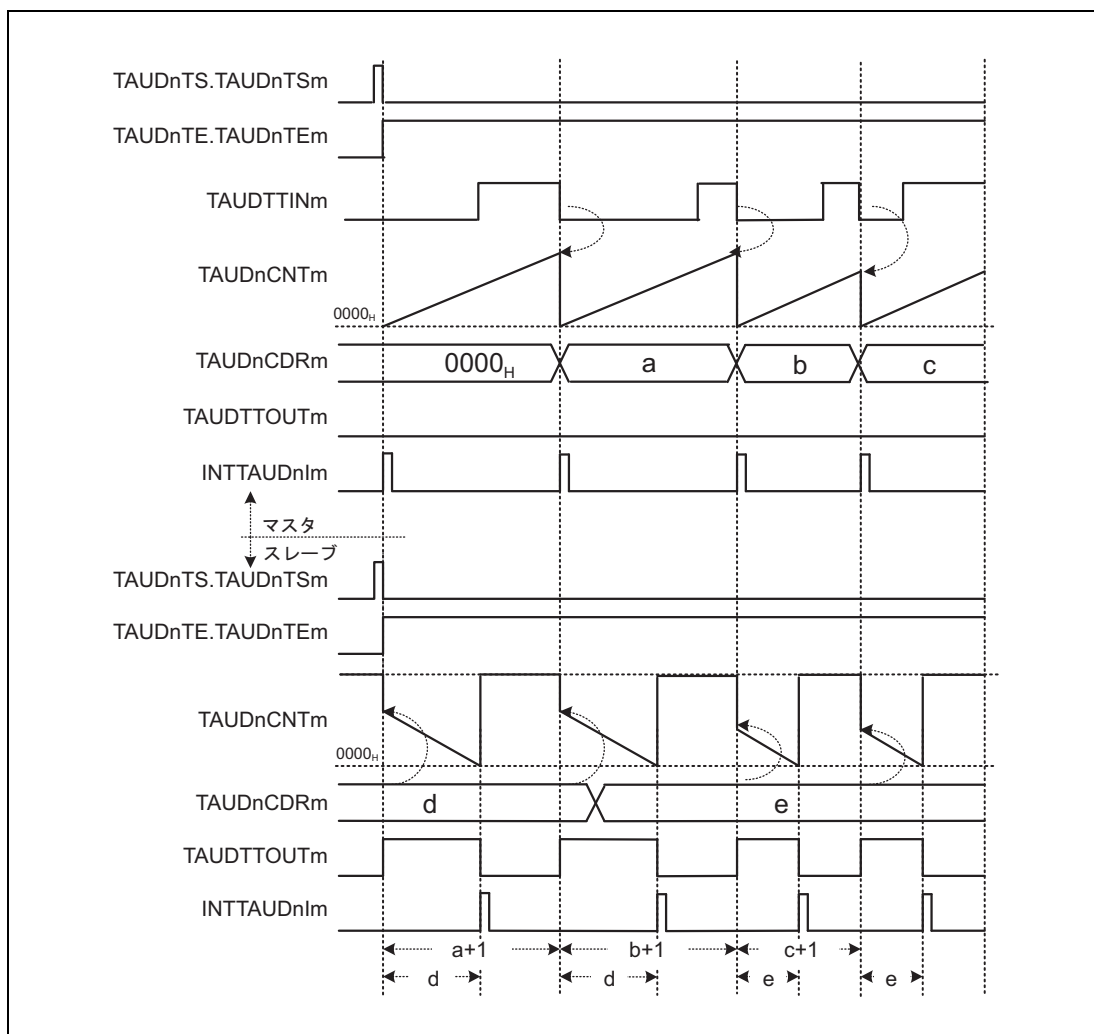 TAUDnTS.TAUDnTSm
TAUDnTE.TAUDnTEm
TAUDTTINm
TAUDnCNTm
0000H
TAUDnCDRm
0000H
a
b
c
TAUDTTOUTm
INTTAUDnIm
マスタ
スレーブ
TAUDnTS.TAUDnTSm
TAUDnTE.TAUDnTEm
TAUDnCNTm
0000H
TAUDnCDRm
d
e
TAUDTTOUTm
INTTAUDnIm
a+1
b+1
c+1
d
d
e
e